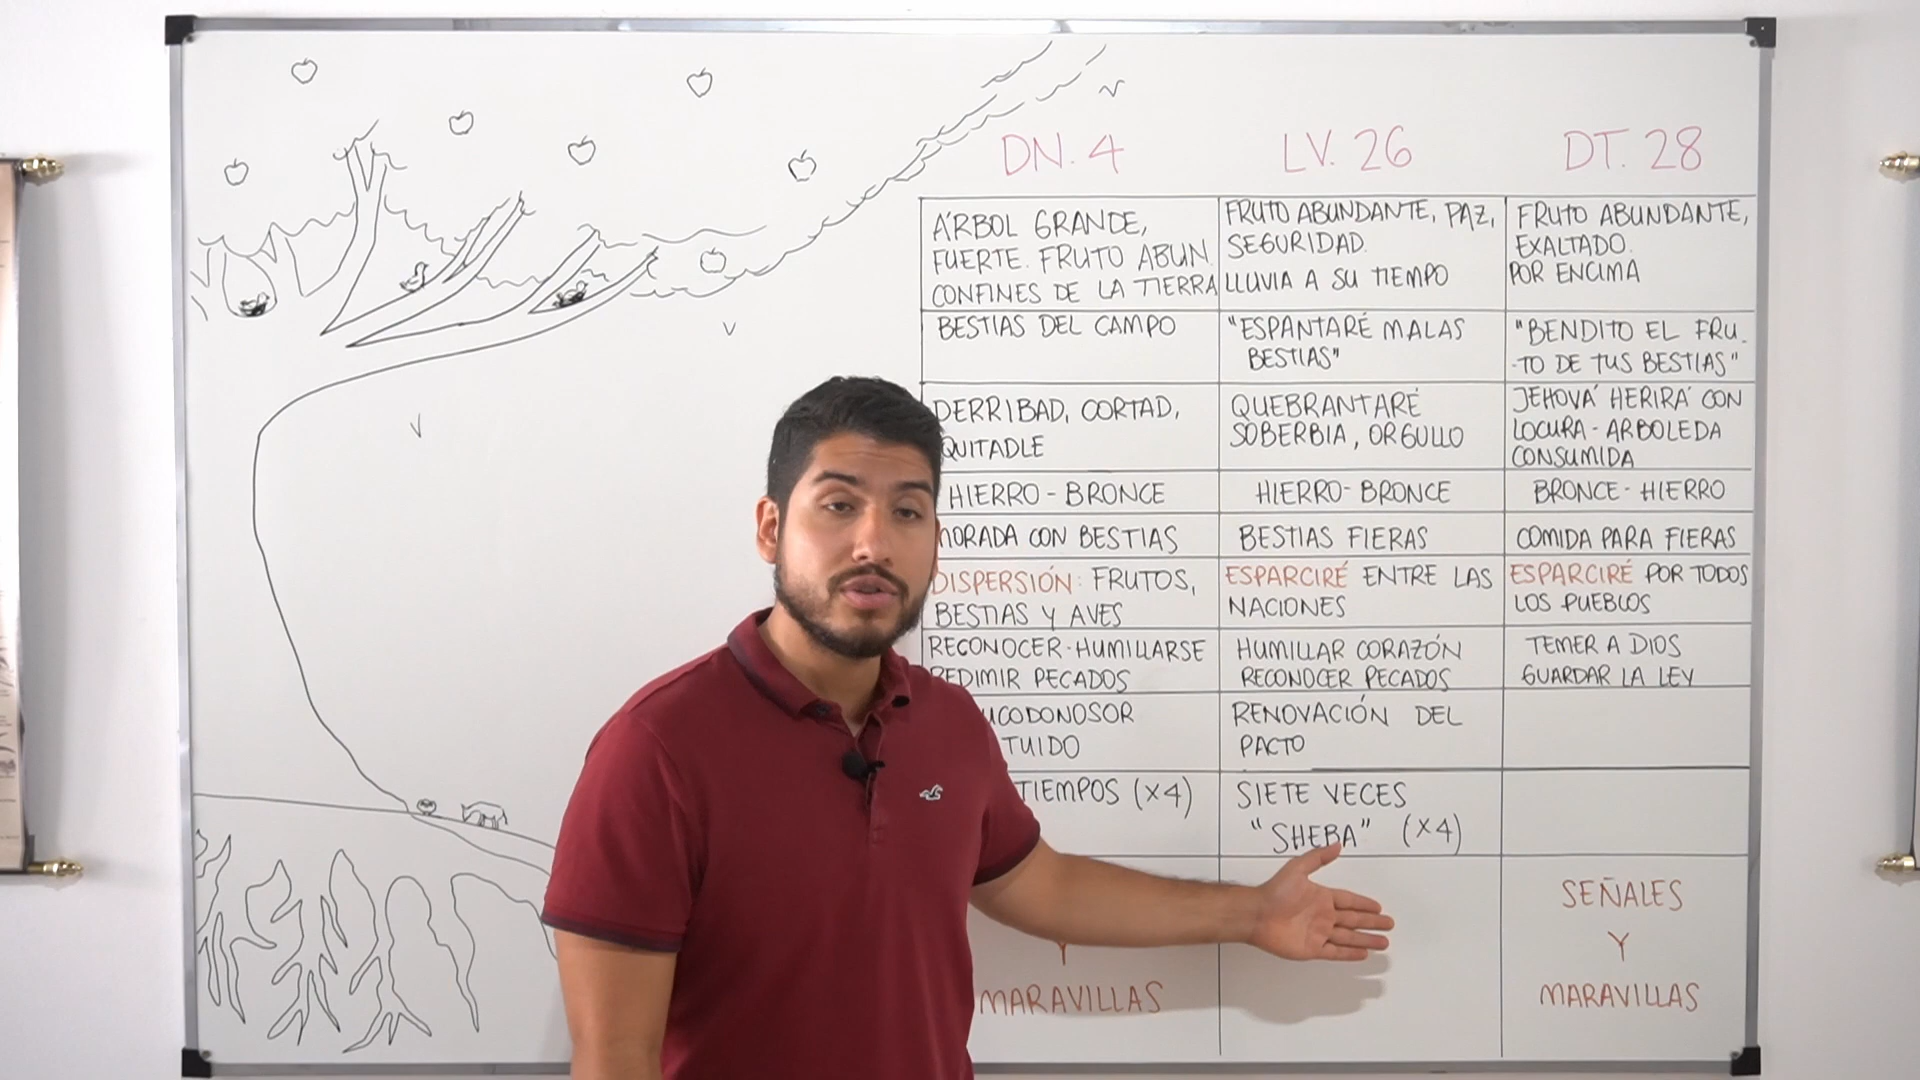 DN. 4
LV. 26
DT. 28
ÁRBOL GRANDE,
FUERTE. FRUTO ABUN.
CONFINES DE LA TIERRA
FRUTO ABUNDANTE, PAZ,
SEGURIDAD.
LLUVIA A SU TIEMPO
FRUTO ABUNDANTE,
EXALTADO.
POR ENCIMA
BESTIAS DEL CAMPO
"ESPANTARÉ MALAS
BESTIAS"
"BENDITO EL FRU-
-TO DE TUS BESTIAS"
DERRIBAD, CORTAD,
QUITADLE
QUEBRANTARÉ
SOBERBIA, ORGULLO
JEHOVÁ HERIRÁ CON
LOCURA - ARBOLEDA
CONSUMIDA
HIERRO - BRONCE
HIERRO - BRONCE
BRONCE - HIERRO
MORADA CON BESTIAS
BESTIAS FIERAS
COMIDA PARA FIERAS
DISPERSIÓN: FRUTOS,
BESTIAS Y AVES
ESPARCIRÉ ENTRE LAS
NACIONES
ESPARCIRÉ POR TODOS
LOS PUEBLOS
RECONOCER - HUMILLARSE
REDIMIR PECADOS
HUMILLAR CORAZÓN
RECONOCER PECADOS
TEMER A DIOS
GUARDAR LA LEY
UCODONOSOR
TUIDO
RENOVACIÓN DEL
PACTO
TIEMPOS (X4)
SIETE VECES
"SHEBA" (X4)
Y
MARAVILLAS
SEÑALES
Y
MARAVILLAS